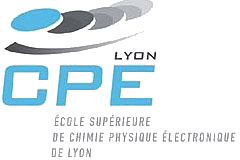 LYON
CPE
ÉCOLE SUPÉRIEURE
DE CHIMIE PHYSIQUE ÉLECTRONIQUE
DE LYON